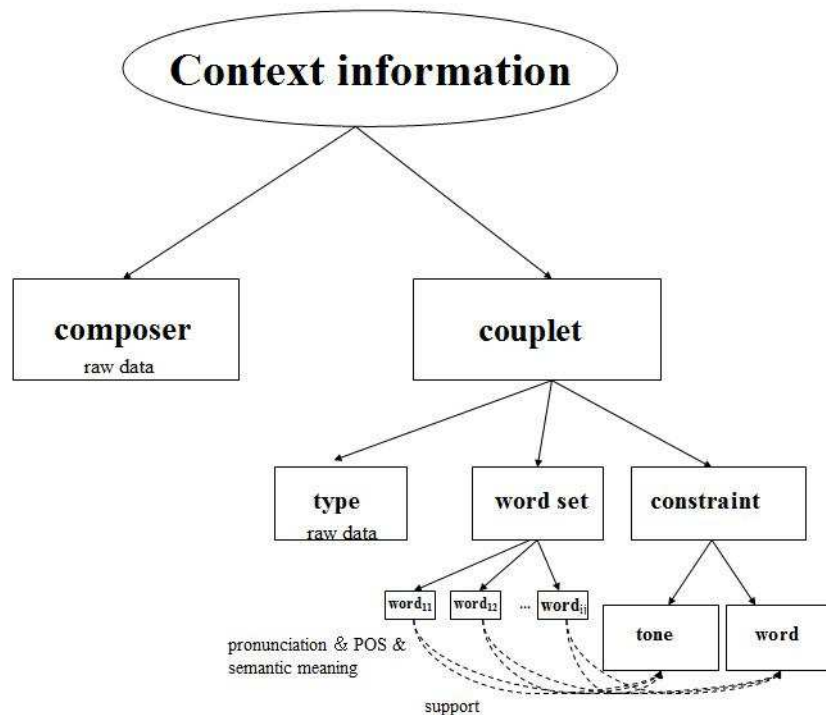 Context information
composer
raw data
couplet
type
raw data
word set
constraint
word₁₁
word₁₂
...
wordᵢⱼ
tone
word
pronunciation & POS &
semantic meaning
support